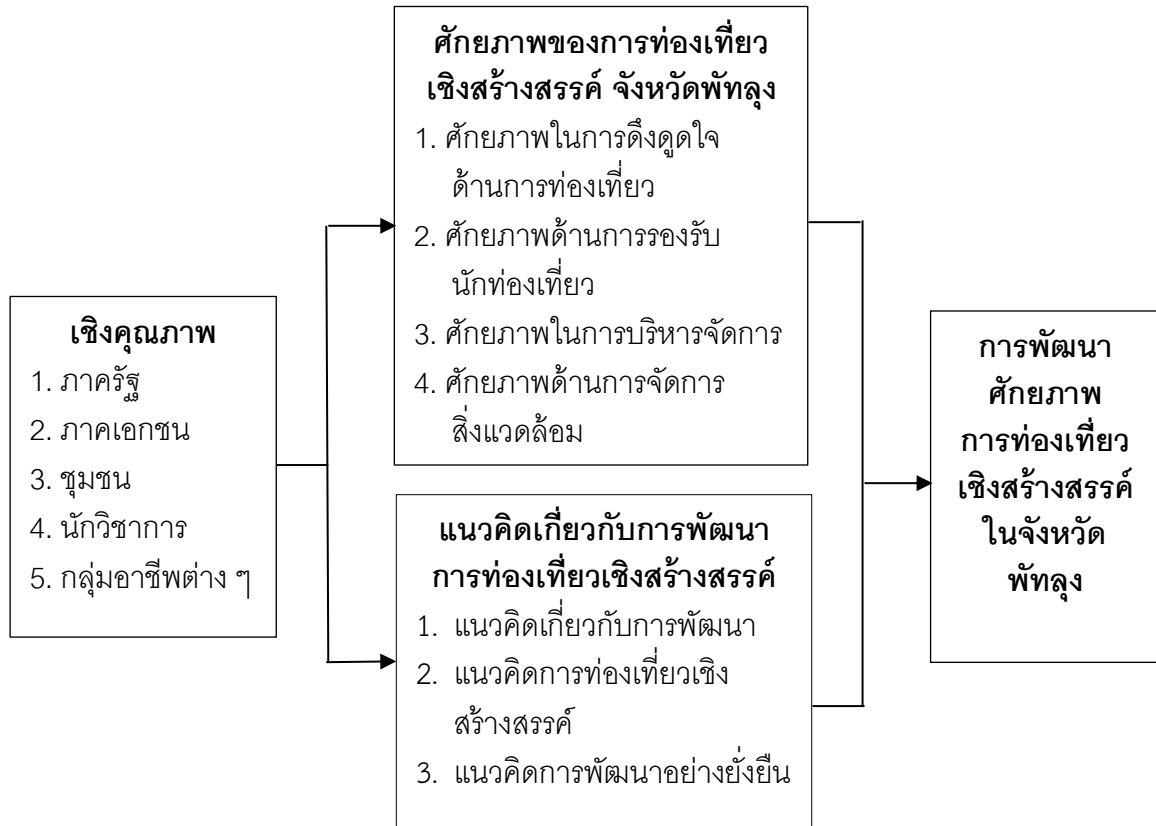 เชิงคุณภาพ
1. ภาครัฐ
2. ภาคเอกชน
3. ชุมชน
4. นักวิชาการ
5. กลุ่มอาชีพต่าง ๆ
ศักยภาพของการท่องเที่ยว
เชิงสร้างสรรค์ จังหวัดพัทลุง
1. ศักยภาพในการดึงดูดใจ
ด้านการท่องเที่ยว
2. ศักยภาพด้านการรองรับ
นักท่องเที่ยว
3. ศักยภาพในการบริหารจัดการ
4. ศักยภาพด้านการจัดการ
สิ่งแวดล้อม
แนวคิดเกี่ยวกับการพัฒนา
การท่องเที่ยวเชิงสร้างสรรค์
1. แนวคิดเกี่ยวกับการพัฒนา
2. แนวคิดการท่องเที่ยวเชิง
สร้างสรรค์
3. แนวคิดการพัฒนาอย่างยั่งยืน
การพัฒนา
ศักยภาพ
การท่องเที่ยว
เชิงสร้างสรรค์
ในจังหวัด
พัทลุง